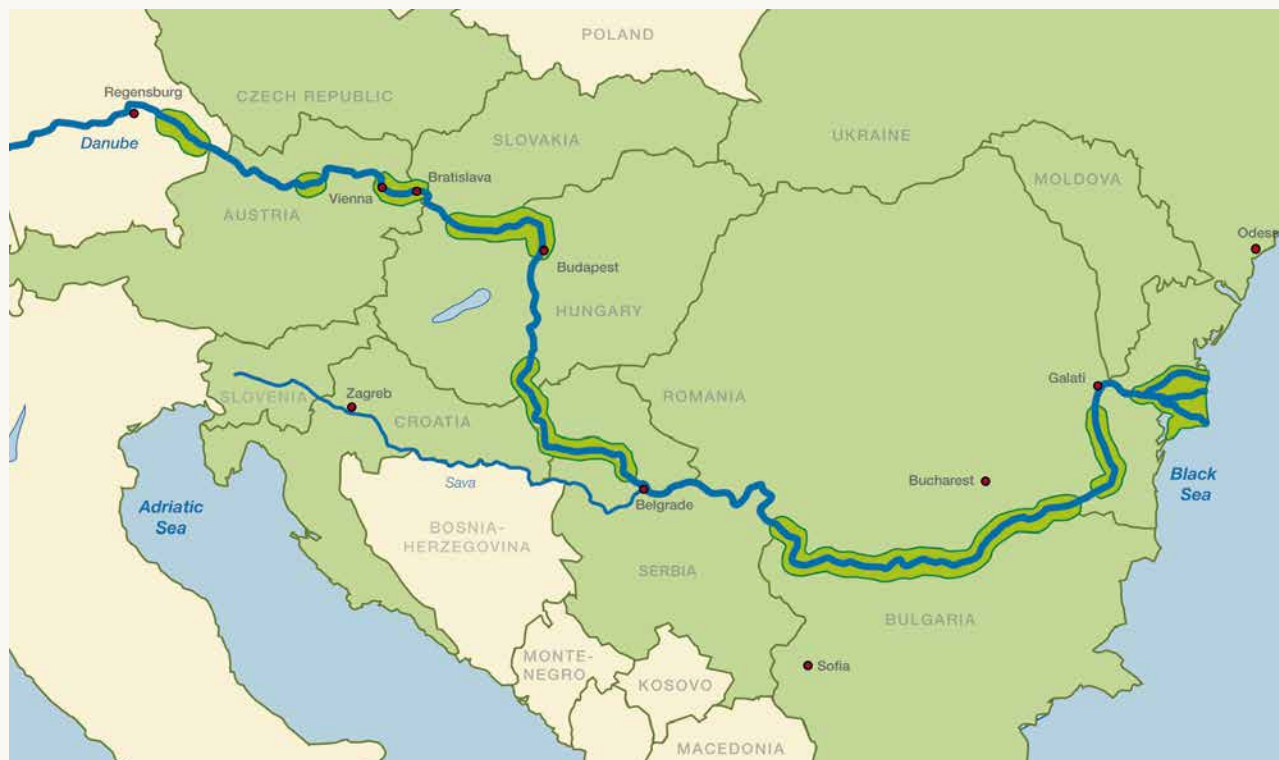 POLAND
Regensburg
CZECH REPUBLIC
Danube
SLOVAKIA
UKRAINE
MOLDOVA
Bratislava
Vienna
AUSTRIA
Odess
Budapest
HUNGARY
Galati
Zagreb
SLOVENIA
CROATIA
ROMANIA
Sava
Bucharest
Black
Sea
Adriatic
Sea
Belgrade
BOSNIA-
HERZEGOVINA
SERBIA
BULGARIA
MONTE-
NEGRO
KOSOVO
Sofia
MACEDONIA